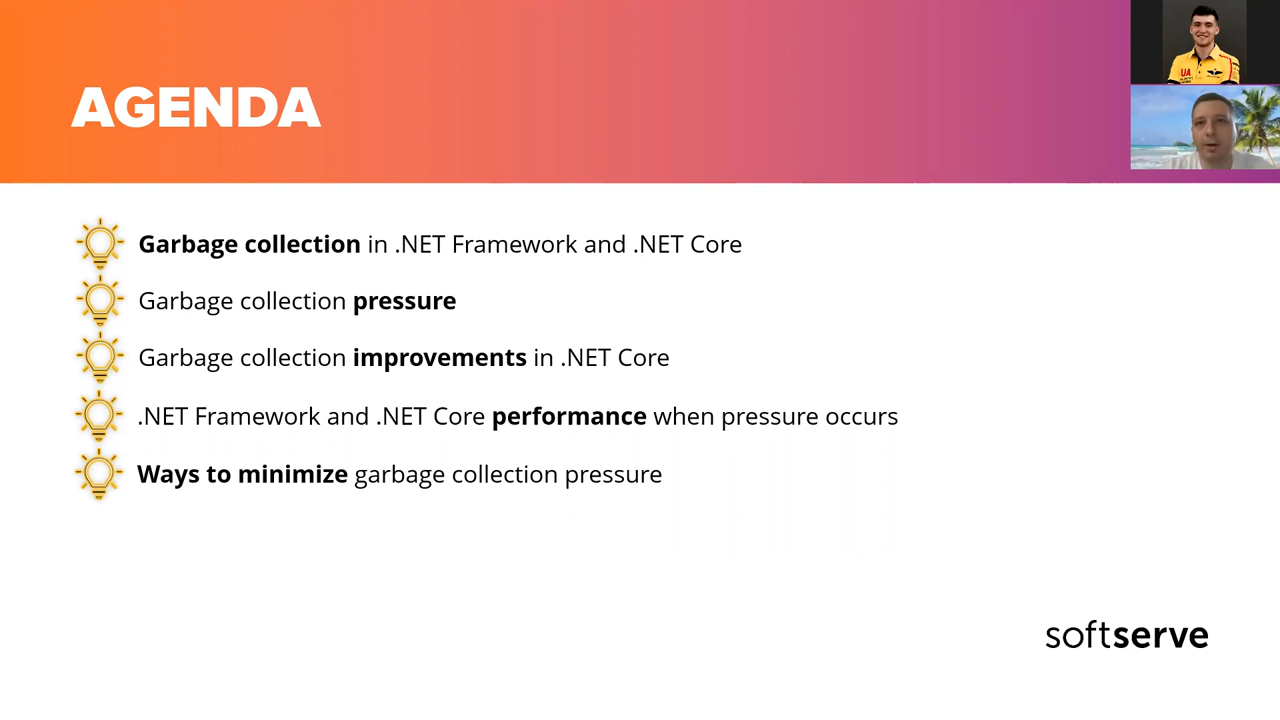 AGENDA
UA
Garbage collection in .NET Framework and .NET Core
Garbage collection pressure
Garbage collection improvements in .NET Core
.NET Framework and .NET Core performance when pressure occurs
Ways to minimize garbage collection pressure
softserve